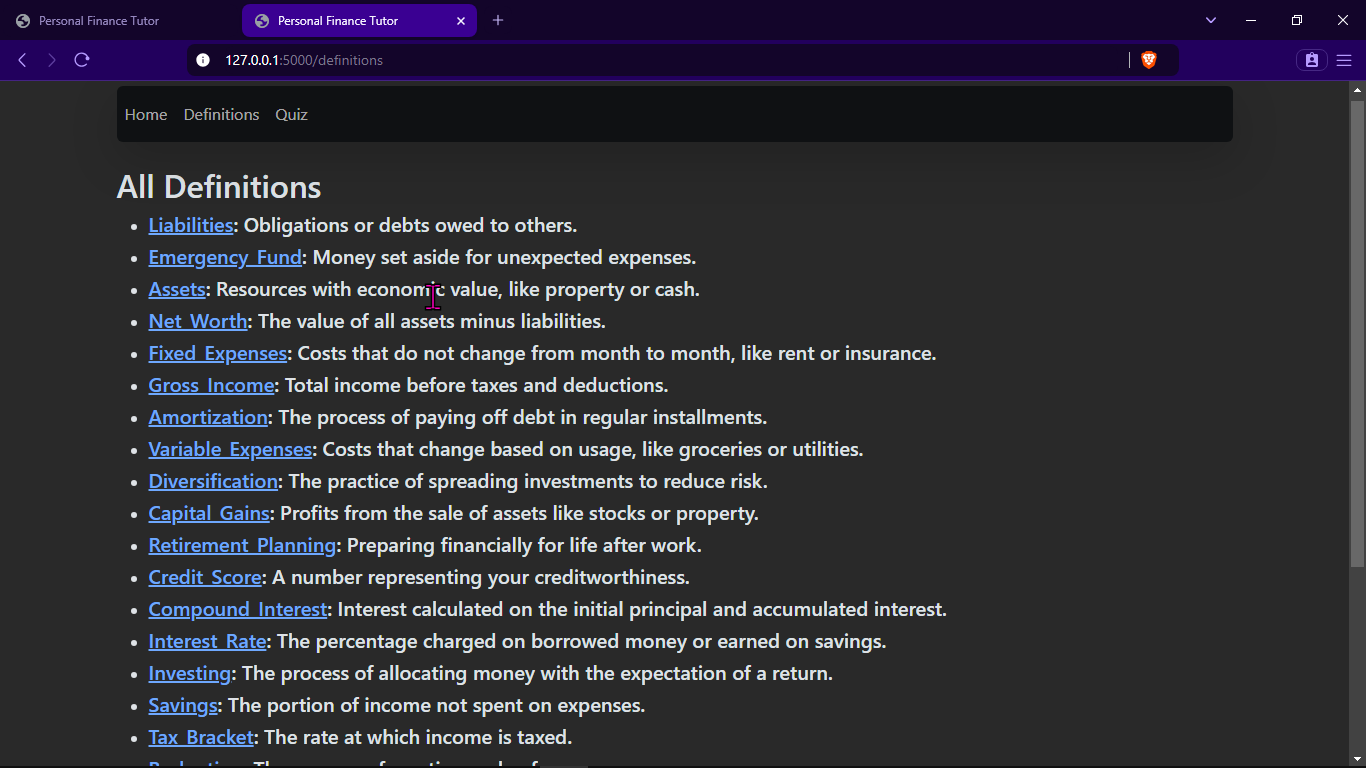 Personal Finance Tutor
Personal Finance Tutor
127.0.0.1:5000/definitions
Home Definitions Quiz
All Definitions
Liabilities: Obligations or debts owed to others.
Emergency Fund: Money set aside for unexpected expenses.
Assets: Resources with economic value, like property or cash.
Net Worth: The value of all assets minus liabilities.
Fixed Expenses: Costs that do not change from month to month, like rent or insurance.
Gross Income: Total income before taxes and deductions.
Amortization: The process of paying off debt in regular installments.
Variable Expenses: Costs that change based on usage, like groceries or utilities.
Diversification: The practice of spreading investments to reduce risk.
Capital Gains: Profits from the sale of assets like stocks or property.
Retirement Planning: Preparing financially for life after work.
Credit Score: A number representing your creditworthiness.
Compound Interest: Interest calculated on the initial principal and accumulated interest.
Interest Rate: The percentage charged on borrowed money or earned on savings.
Investing: The process of allocating money with the expectation of a return.
Savings: The portion of income not spent on expenses.
Tax Bracket: The rate at which income is taxed.